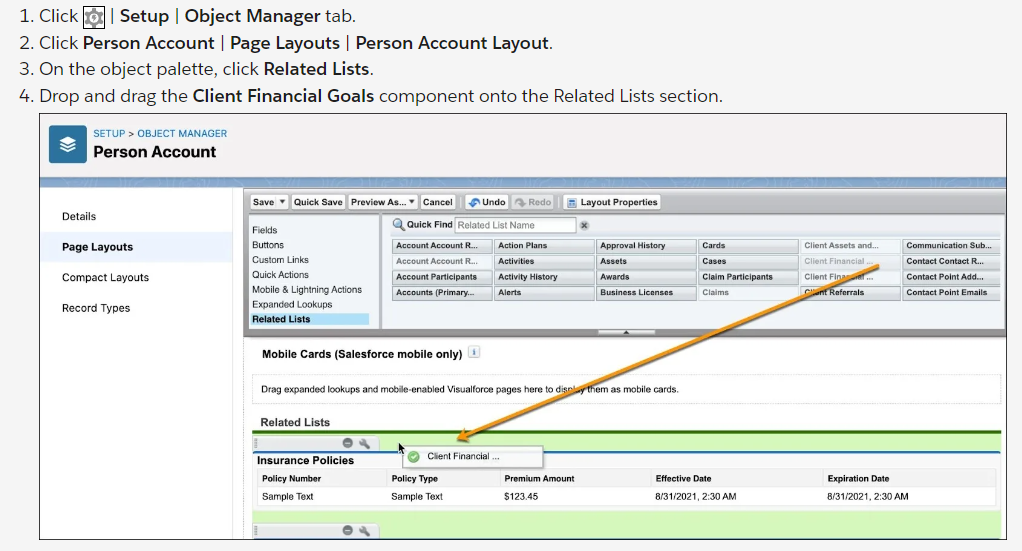 1. Click | Setup | Object Manager tab.
2. Click Person Account | Page Layouts | Person Account Layout.
3. On the object palette, click Related Lists.
4. Drop and drag the Client Financial Goals component onto the Related Lists section.
SETUP > OBJECT MANAGER
Person Account
Details
Page Layouts
Compact Layouts
Record Types
Save Quick Save Preview As... Cancel Undo Redo Layout Properties
Fields
Buttons
Custom Links
Quick Actions
Mobile & Lightning Actions
Expanded Lookups
Related Lists
Quick Find Related List Name
Account Account R... Action Plans Approval History Cards Client Assets and... Communication Sub...
Account Account R... Activities Assets Cases Client Financial ... Contact Contact R...
Account Participants Activity History Awards Claim Participants Client Financial ... Contact Point Add...
Accounts (Primary... Alerts Business Licenses Claims Client Referrals Contact Point Emails
Mobile Cards (Salesforce mobile only) i
Drag expanded lookups and mobile-enabled Visualforce pages here to display them as mobile cards.
Related Lists
Client Financial ...
Insurance Policies
Policy Number Policy Type Premium Amount Effective Date Expiration Date
Sample Text Sample Text $123.45 8/31/2021, 2:30 AM 8/31/2021, 2:30 AM